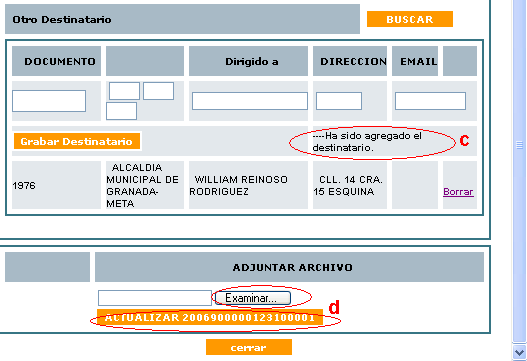 Otro Destinatario
BUSCAR
DOCUMENTO Dirigido a DIRECCION EMAIL
Grabar Destinatario
----Ha sido agregado el
destinatario.
c
1976
ALCALDIA
MUNICIPAL DE
GRANADA-
META
WILLIAM REINOSO
RODRIGUEZ
CLL. 14 CRA.
15 ESQUINA
Borrar
ADJUNTAR ARCHIVO
Examinar...
d
ACTUALIZAR 2006900000123100001
cerrar